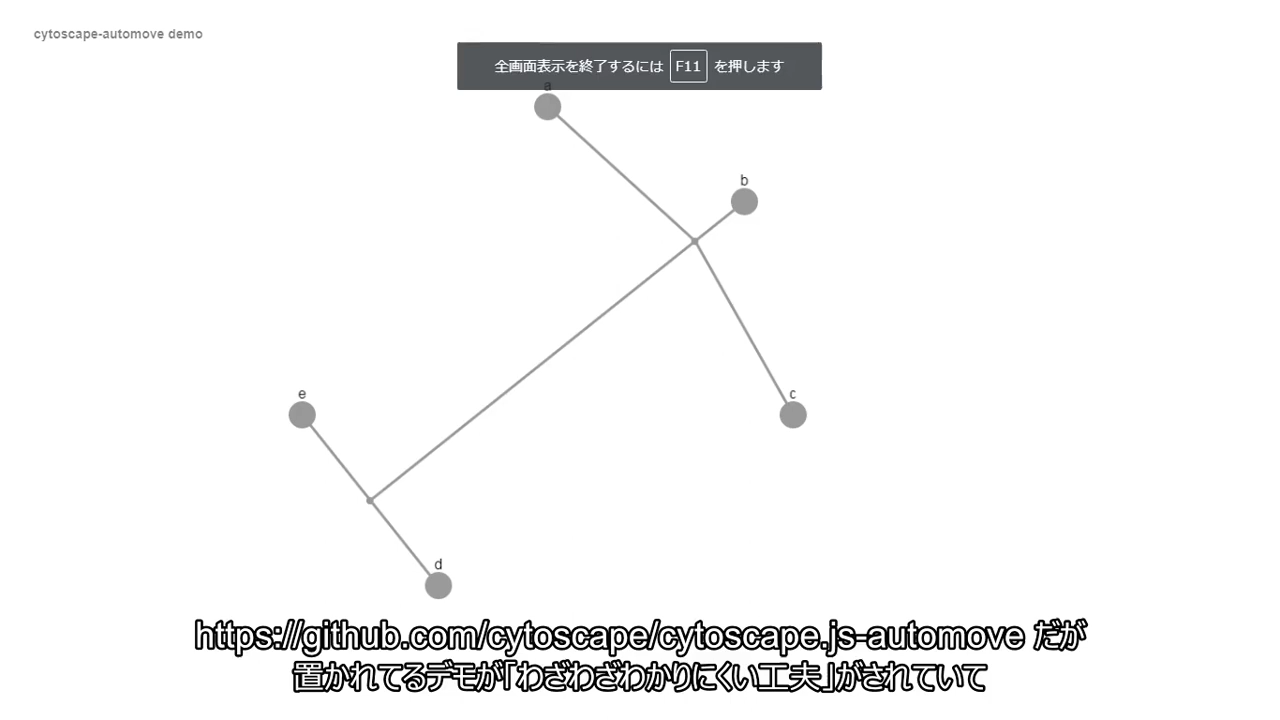 cytoscape-automove demo
全画面表示を終了するには F11 を押します
a
b
e
c
d
https://github.com/cytoscape/cytoscape.js-automove だが
置かれてるデモが「わざわざわかりにくい工夫」がされていて